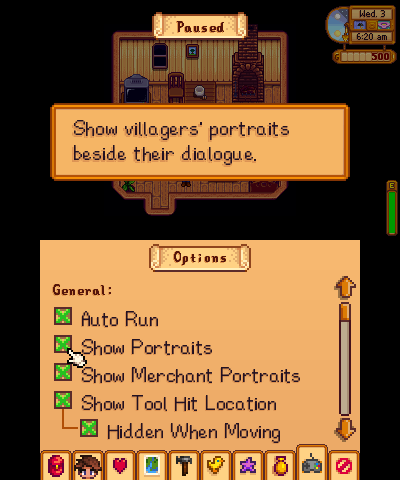 Paused
Wed. 3
6:20 am
G 500
Show villagers' portraits
beside their dialogue.
E
Options
General:
Auto Run
Show Portraits
Show Merchant Portraits
Show Tool Hit Location
Hidden When Moving